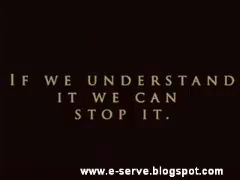 IF WE UNDERSTAND
IT WE CAN
STOP IT.
www.e-serve.blogspot.com